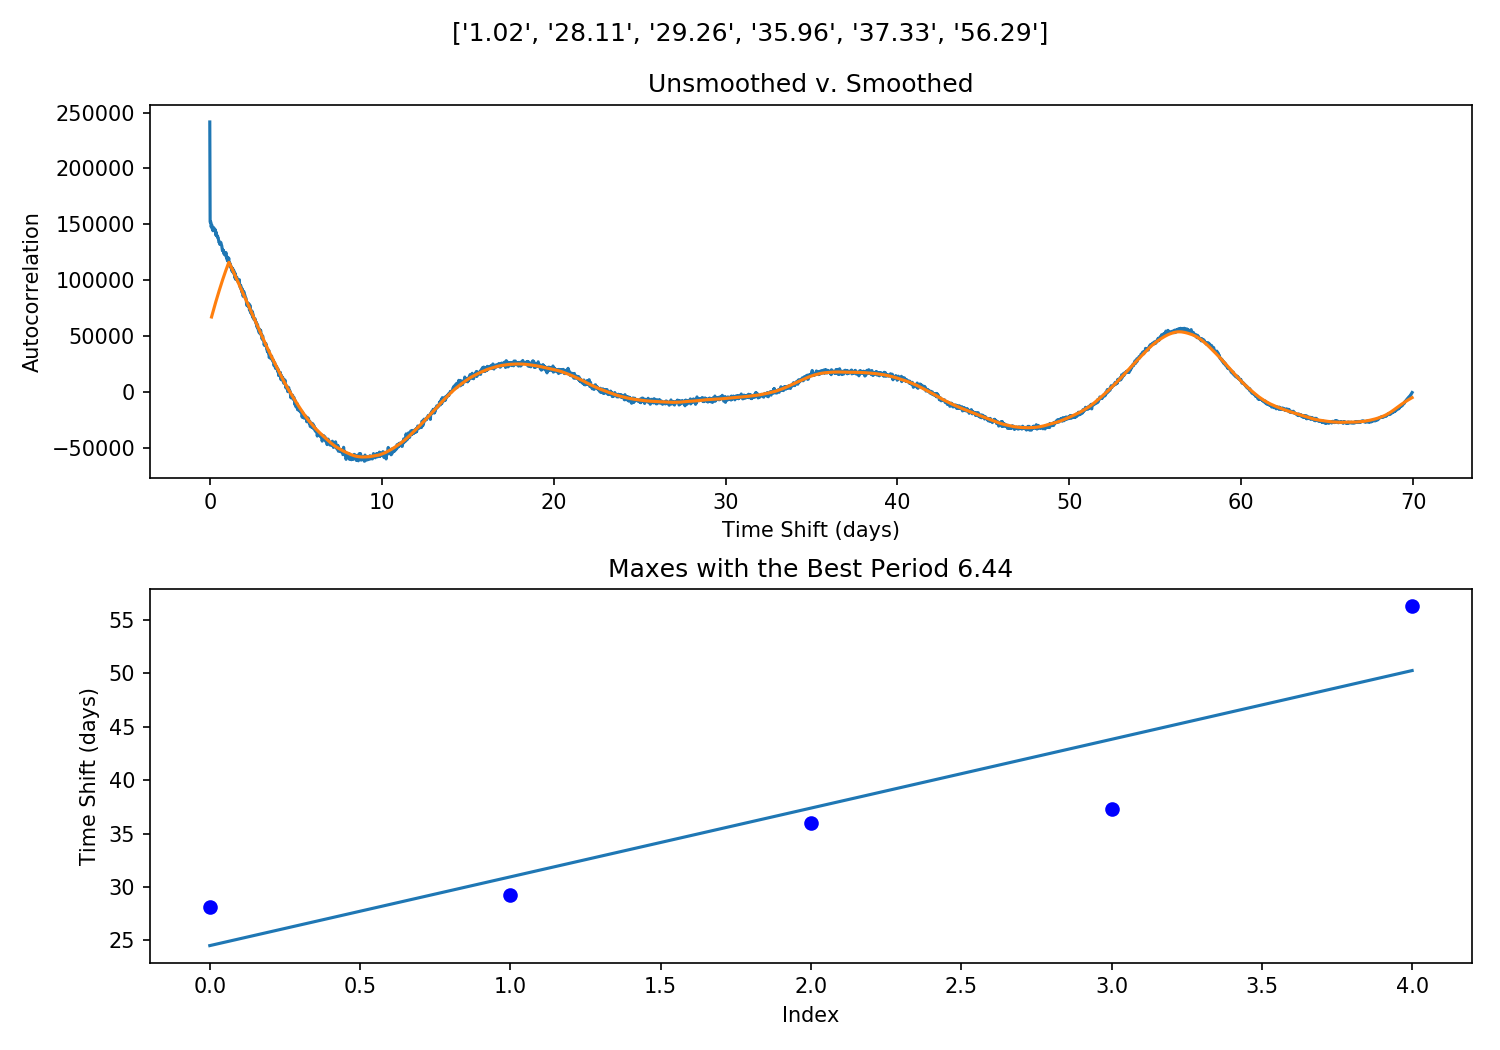 ['1.02', '28.11', '29.26', '35.96', '37.33', '56.29']
Unsmoothed v. Smoothed
250000
200000
150000
100000
50000
0
−50000
Autocorrelation
0 10 20 30 40 50 60 70
Time Shift (days)
Maxes with the Best Period 6.44
55
50
45
40
35
30
25
Time Shift (days)
0.0 0.5 1.0 1.5 2.0 2.5 3.0 3.5 4.0
Index